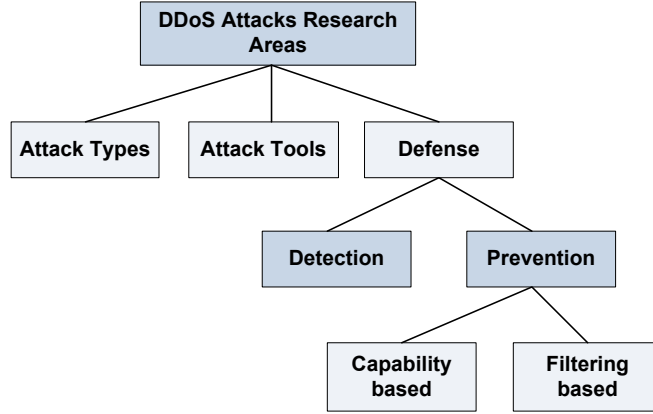 DDoS Attacks Research
Areas
Attack Types
Attack Tools
Defense
Detection
Prevention
Capability
based
Filtering
based